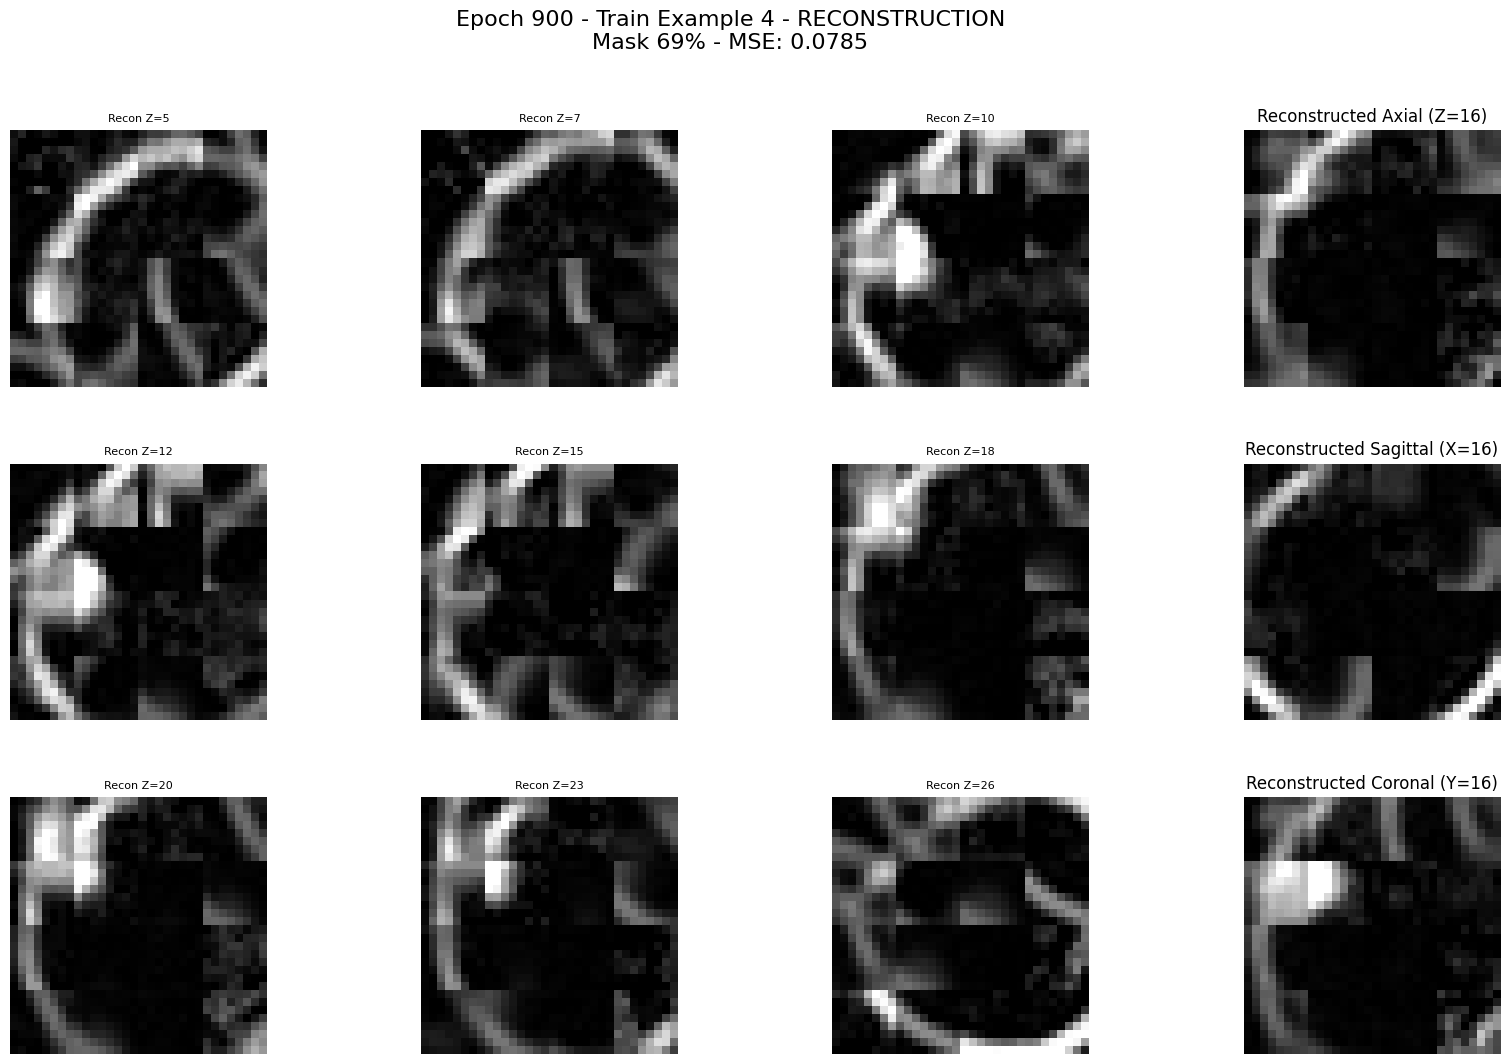 Epoch 900 - Train Example 4 - RECONSTRUCTION
Mask 69% - MSE: 0.0785
Recon Z=5
Recon Z=7
Recon Z=10
Reconstructed Axial (Z=16)
Recon Z=12
Recon Z=15
Recon Z=18
Reconstructed Sagittal (X=16)
Recon Z=20
Recon Z=23
Recon Z=26
Reconstructed Coronal (Y=16)